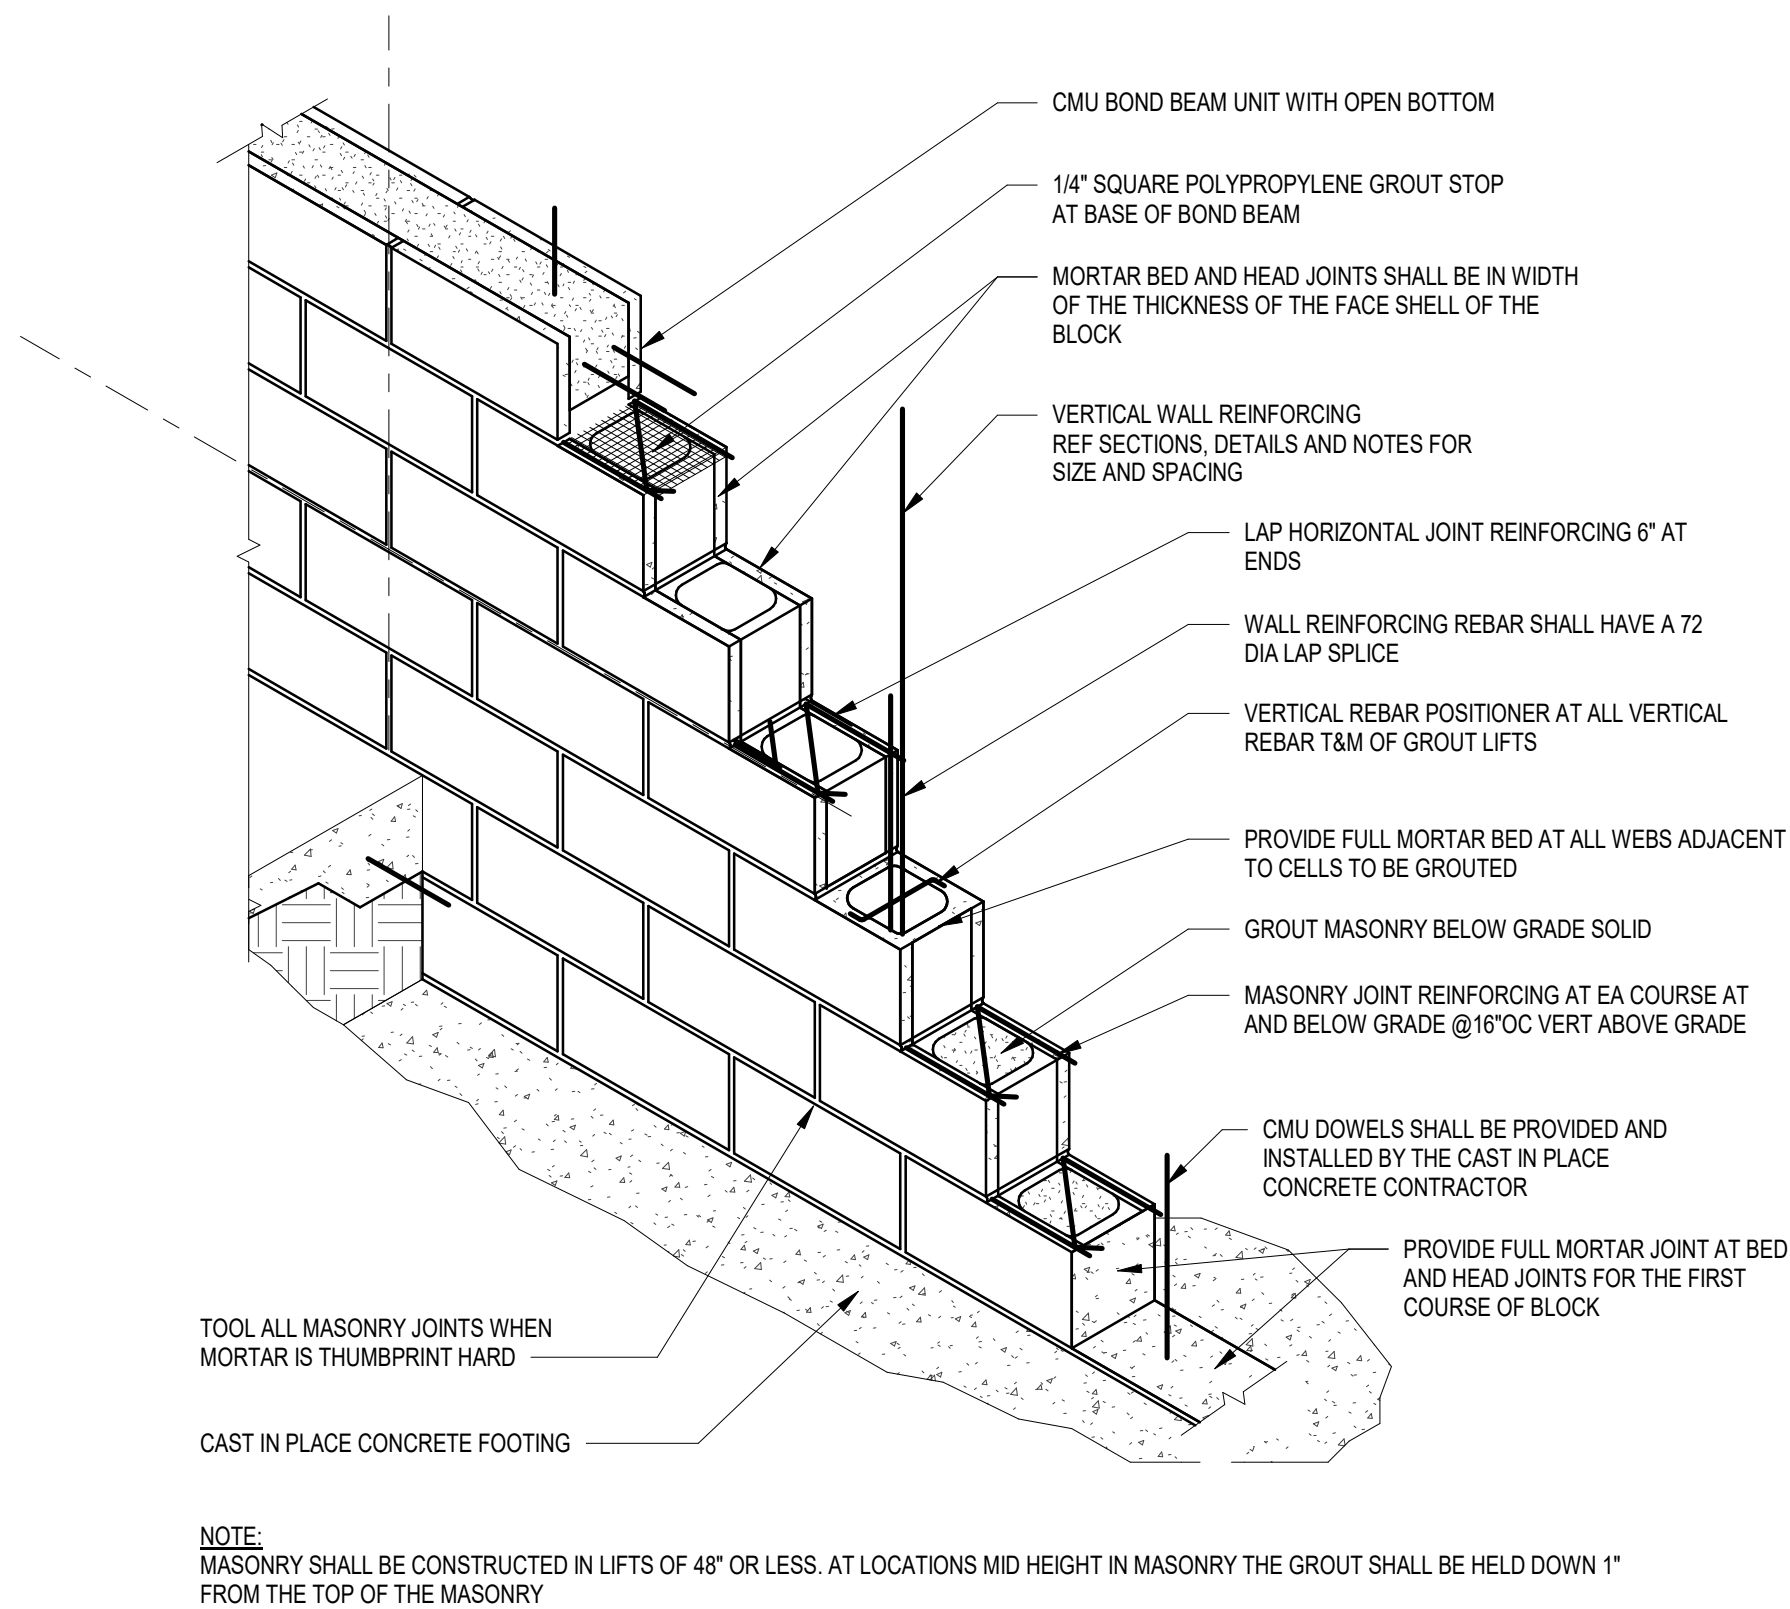 CMU BOND BEAM UNIT WITH OPEN BOTTOM
1/4" SQUARE POLYPROPYLENE GROUT STOP
AT BASE OF BOND BEAM
MORTAR BED AND HEAD JOINTS SHALL BE IN WIDTH
OF THE THICKNESS OF THE FACE SHELL OF THE
BLOCK
VERTICAL WALL REINFORCING
REF SECTIONS, DETAILS AND NOTES FOR
SIZE AND SPACING
LAP HORIZONTAL JOINT REINFORCING 6" AT
ENDS
WALL REINFORCING REBAR SHALL HAVE A 72
DIA LAP SPLICE
VERTICAL REBAR POSITIONER AT ALL VERTICAL
REBAR T&M OF GROUT LIFTS
PROVIDE FULL MORTAR BED AT ALL WEBS ADJACENT
TO CELLS TO BE GROUTED
GROUT MASONRY BELOW GRADE SOLID
MASONRY JOINT REINFORCING AT EA COURSE AT
AND BELOW GRADE @16"OC VERT ABOVE GRADE
CMU DOWELS SHALL BE PROVIDED AND
INSTALLED BY THE CAST IN PLACE
CONCRETE CONTRACTOR
PROVIDE FULL MORTAR JOINT AT BED
AND HEAD JOINTS FOR THE FIRST
COURSE OF BLOCK
TOOL ALL MASONRY JOINTS WHEN
MORTAR IS THUMBPRINT HARD
CAST IN PLACE CONCRETE FOOTING
NOTE:
MASONRY SHALL BE CONSTRUCTED IN LIFTS OF 48" OR LESS. AT LOCATIONS MID HEIGHT IN MASONRY THE GROUT SHALL BE HELD DOWN 1"
FROM THE TOP OF THE MASONRY